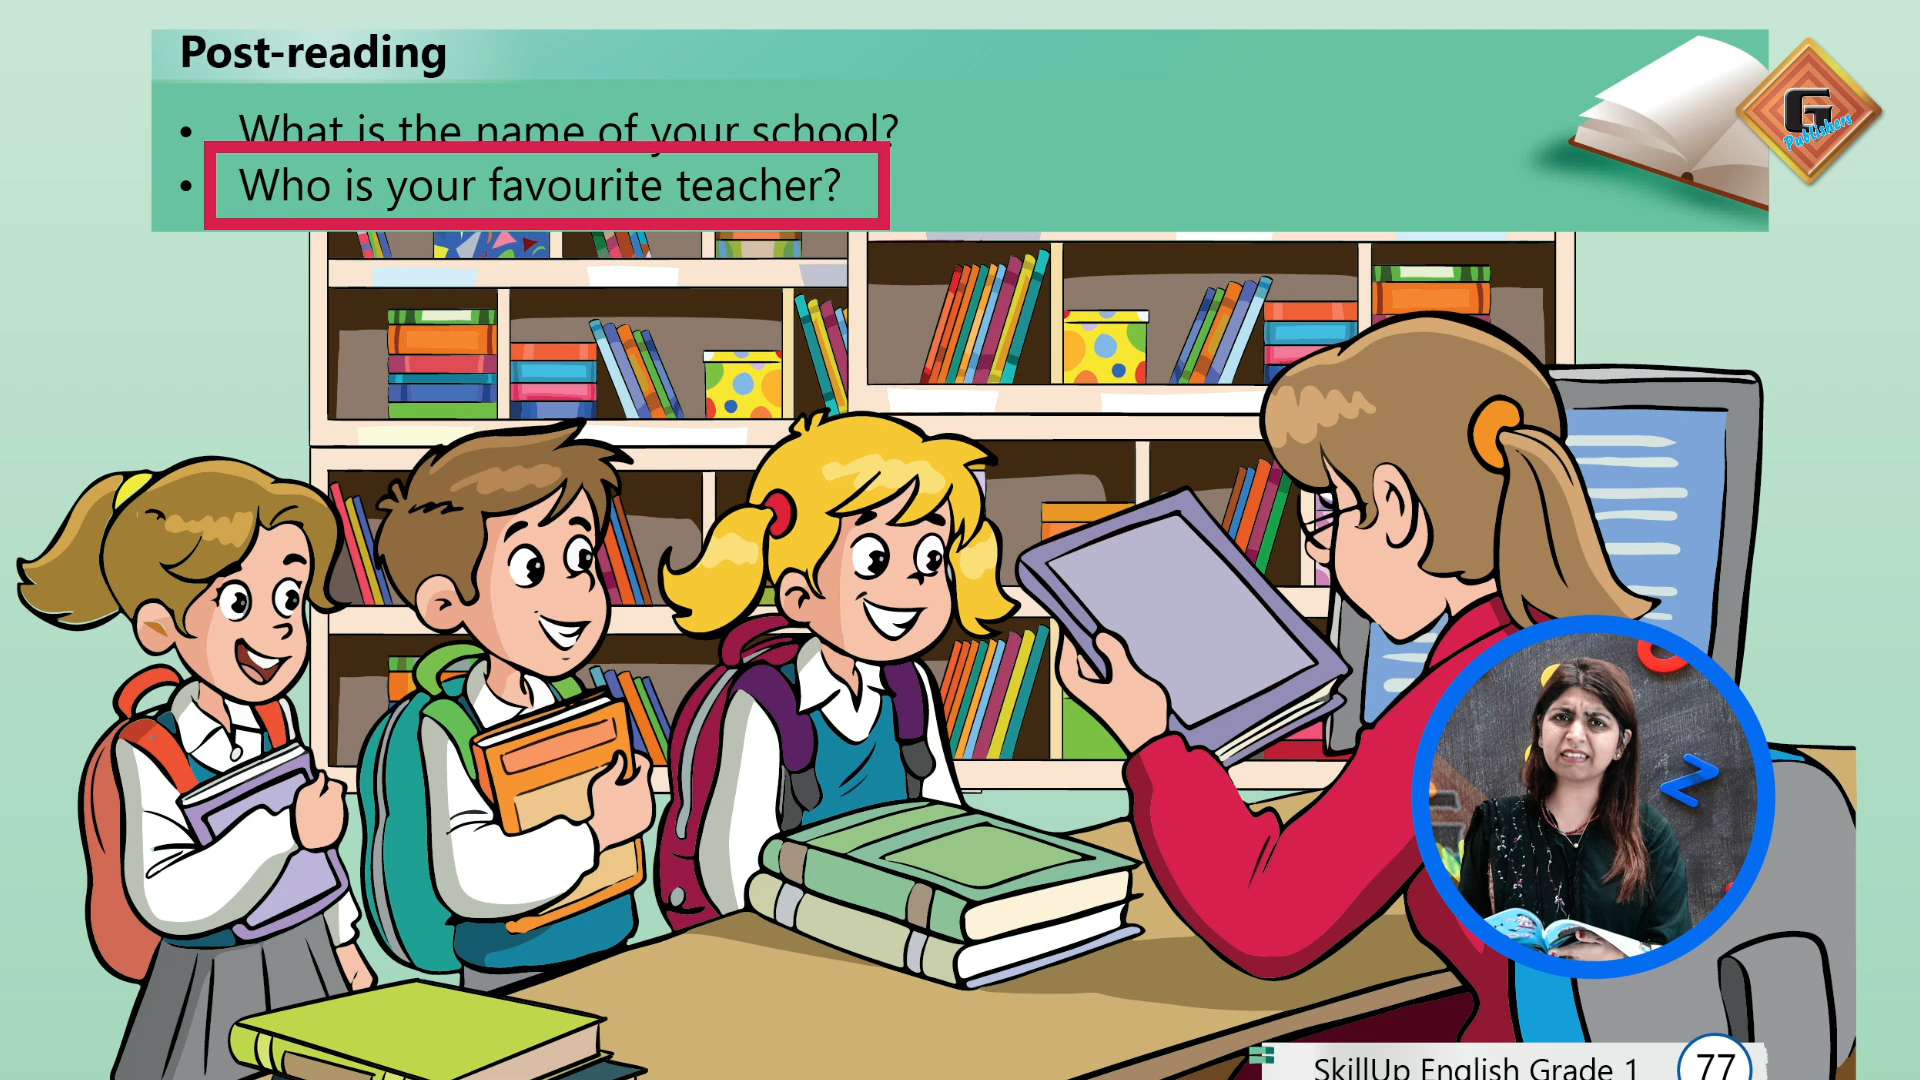 Post-reading
• What is the name of your school?
• Who is your favourite teacher?
G
Publishers
SkillUp English Grade 1
77